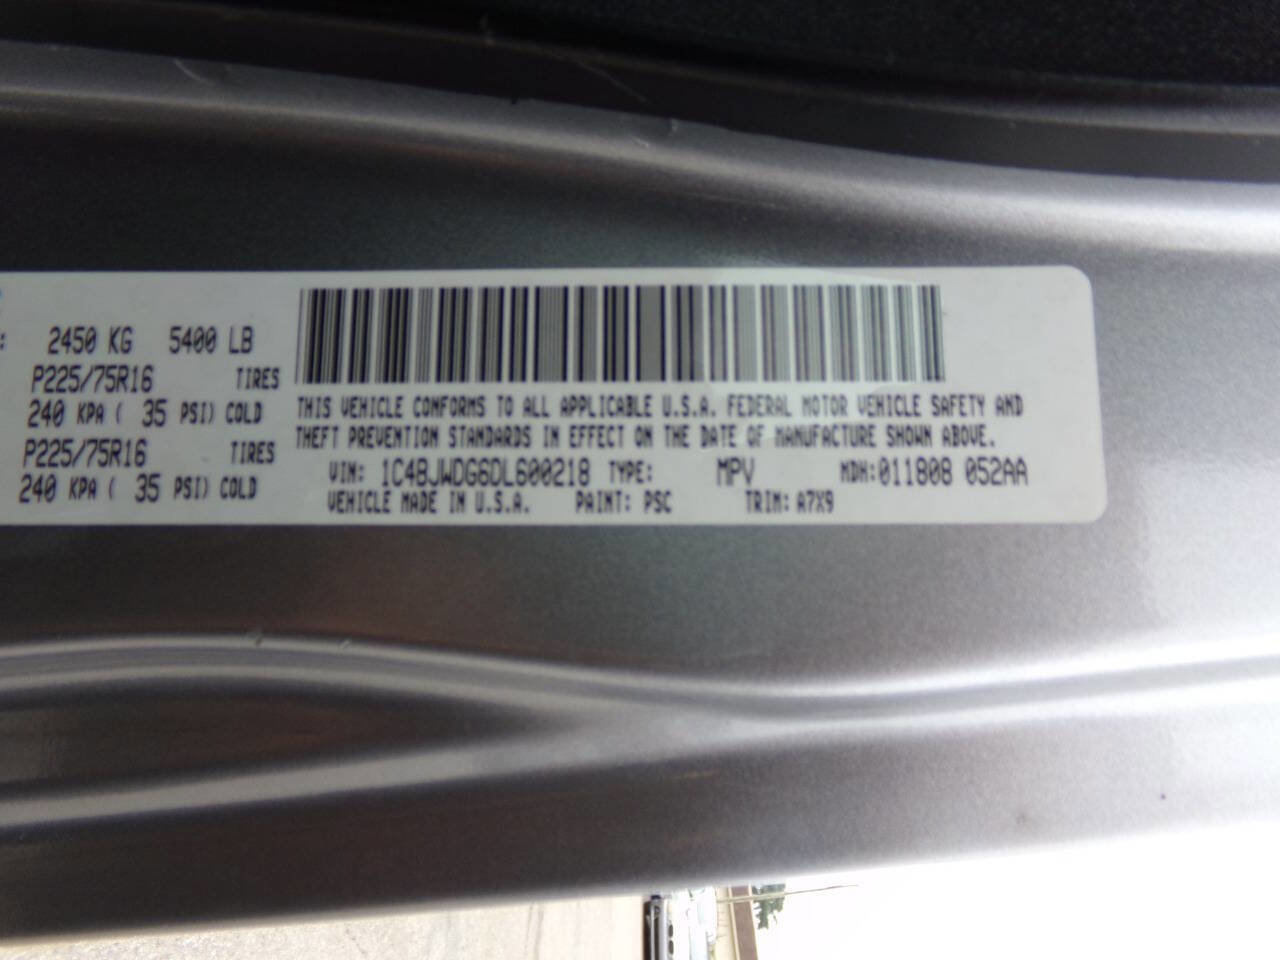 2450 KG 5400 LB
P225/75R16 TIRES
240 KPA ( 35 PSI) COLD
P225/75R16 TIRES
240 KPA ( 35 PSI) COLD
THIS VEHICLE CONFORMS TO ALL APPLICABLE U.S.A. FEDERAL MOTOR VEHICLE SAFETY AND
THEFT PREVENTION STANDARDS IN EFFECT ON THE DATE OF MANUFACTURE SHOWN ABOVE.
VIN: 1C4BJWDG6DL600218 TYPE: MPV MDH:011808 052AA
VEHICLE MADE IN U.S.A. PAINT: PSC TRIM: A7X9